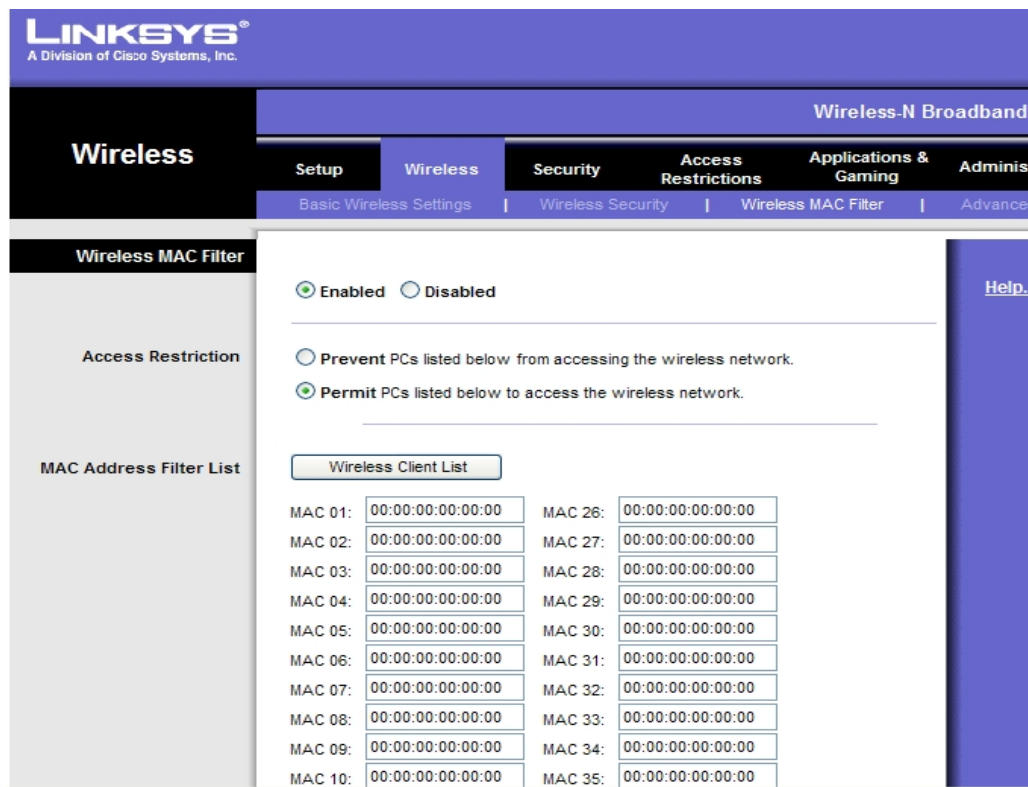 LINKSYS®
A Division of Cisco Systems, Inc.
Wireless-N Broadband
Wireless
Setup
Wireless
Security
Access Restrictions
Applications & Gaming
Adminis
Basic Wireless Settings | Wireless Security | Wireless MAC Filter | Advance
Wireless MAC Filter
Enabled Disabled
Help.
Access Restriction
Prevent PCs listed below from accessing the wireless network.
Permit PCs listed below to access the wireless network.
MAC Address Filter List
Wireless Client List
MAC 01: 00:00:00:00:00:00 MAC 26: 00:00:00:00:00:00
MAC 02: 00:00:00:00:00:00 MAC 27: 00:00:00:00:00:00
MAC 03: 00:00:00:00:00:00 MAC 28: 00:00:00:00:00:00
MAC 04: 00:00:00:00:00:00 MAC 29: 00:00:00:00:00:00
MAC 05: 00:00:00:00:00:00 MAC 30: 00:00:00:00:00:00
MAC 06: 00:00:00:00:00:00 MAC 31: 00:00:00:00:00:00
MAC 07: 00:00:00:00:00:00 MAC 32: 00:00:00:00:00:00
MAC 08: 00:00:00:00:00:00 MAC 33: 00:00:00:00:00:00
MAC 09: 00:00:00:00:00:00 MAC 34: 00:00:00:00:00:00
MAC 10: 00:00:00:00:00:00 MAC 35: 00:00:00:00:00:00